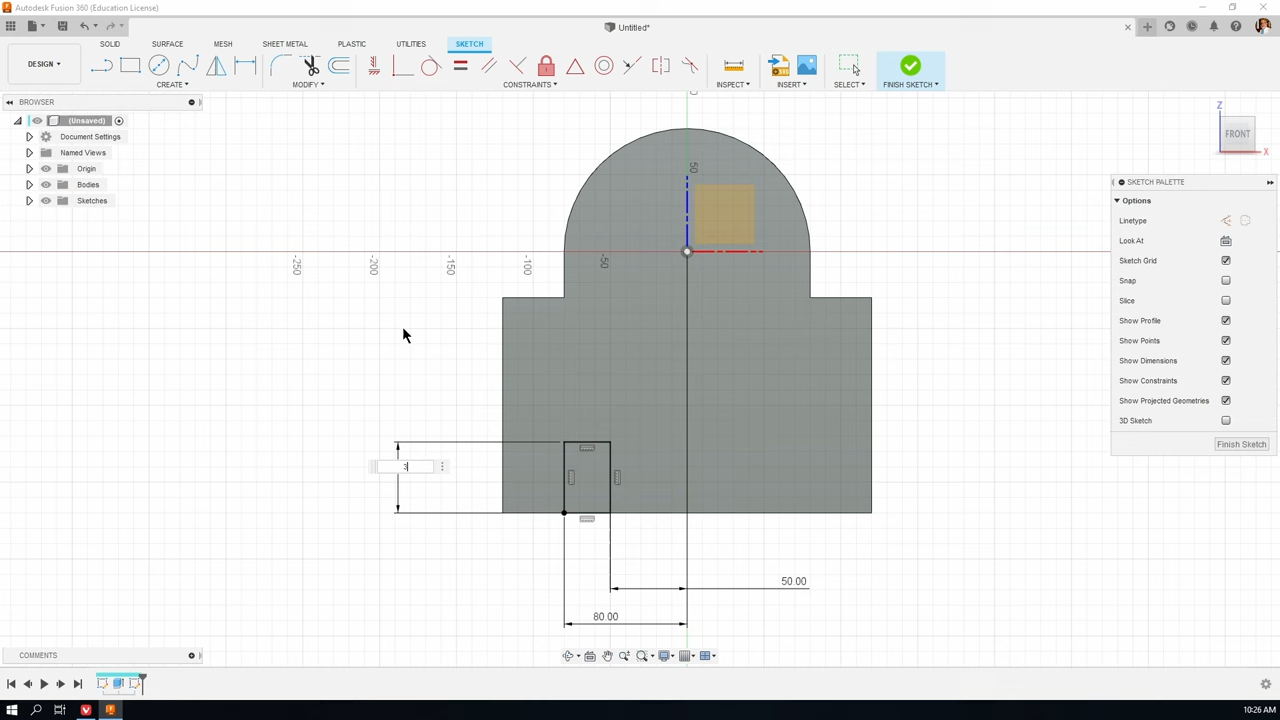 Autodesk Fusion 360 (Education License)
Untitled*
DESIGN
SOLID SURFACE MESH SHEET METAL PLASTIC UTILITIES SKETCH
CREATE MODIFY CONSTRAINTS INSPECT INSERT SELECT FINISH SKETCH
BROWSER
(Unsaved)
Document Settings
Named Views
Origin
Bodies
Sketches
Z
FRONT
X
SKETCH PALETTE
Options
Linetype
Look At
Sketch Grid
Snap
Slice
Show Profile
Show Points
Show Dimensions
Show Constraints
Show Projected Geometries
3D Sketch
Finish Sketch
50
-250 -200 -150 -100 -50
3
50.00
80.00
COMMENTS
10:26 AM